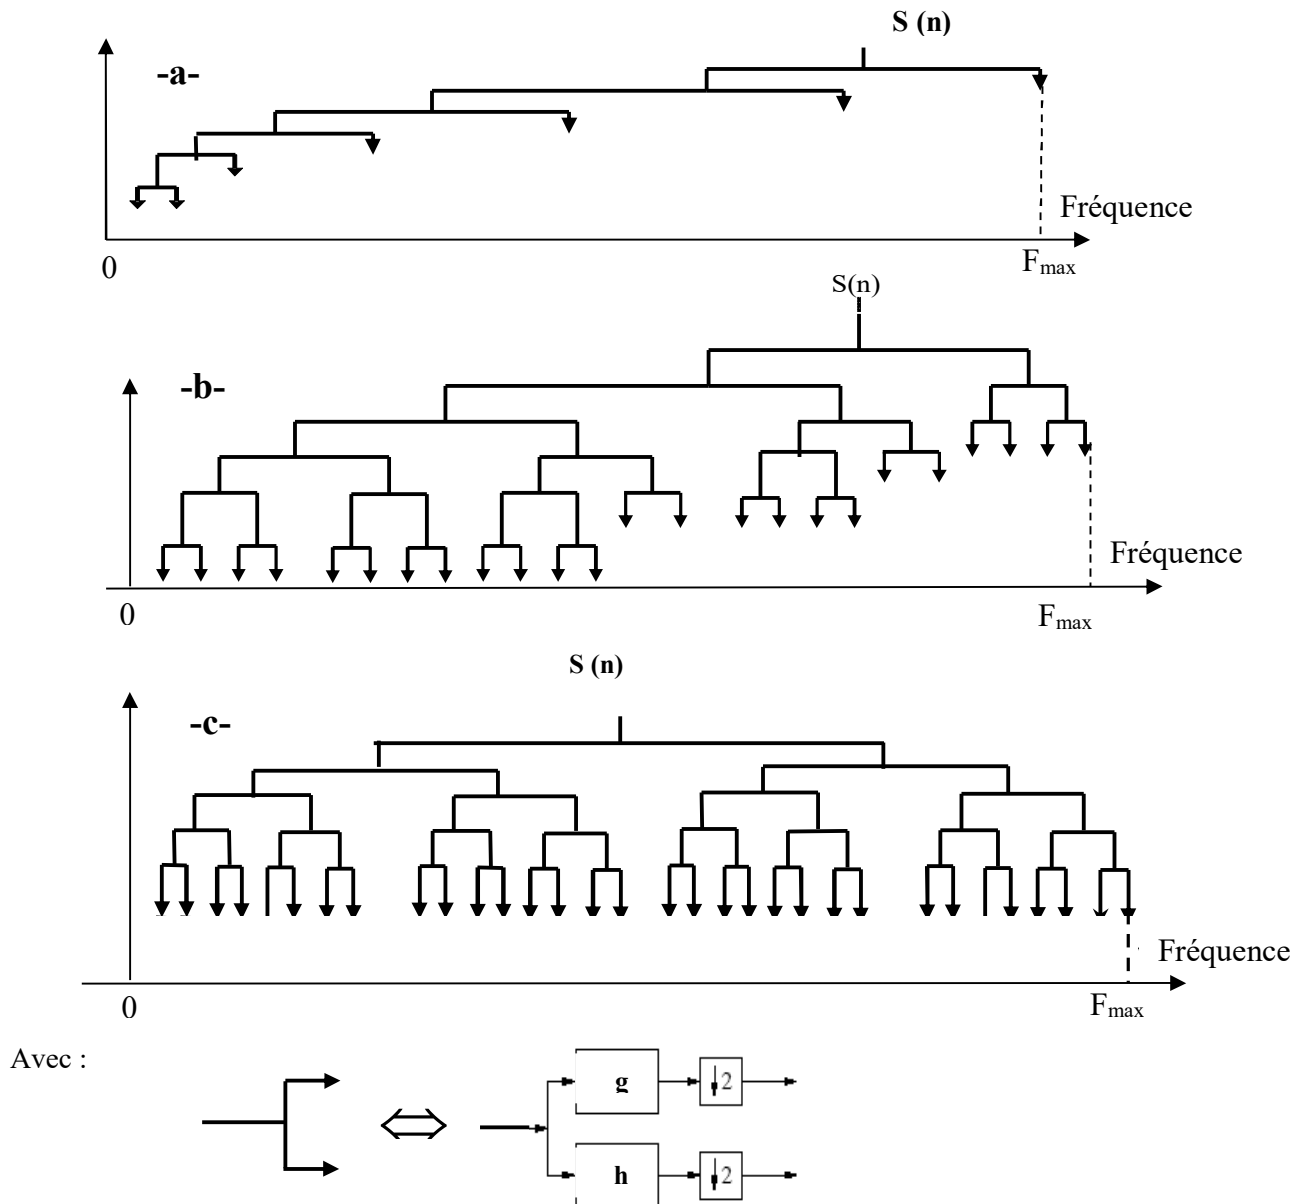 S (n)
-a-
Fréquence
0
Fmax
S(n)
-b-
Fréquence
0
Fmax
S (n)
-c-
Fréquence
0
Fmax
Avec :
g
2
h
2